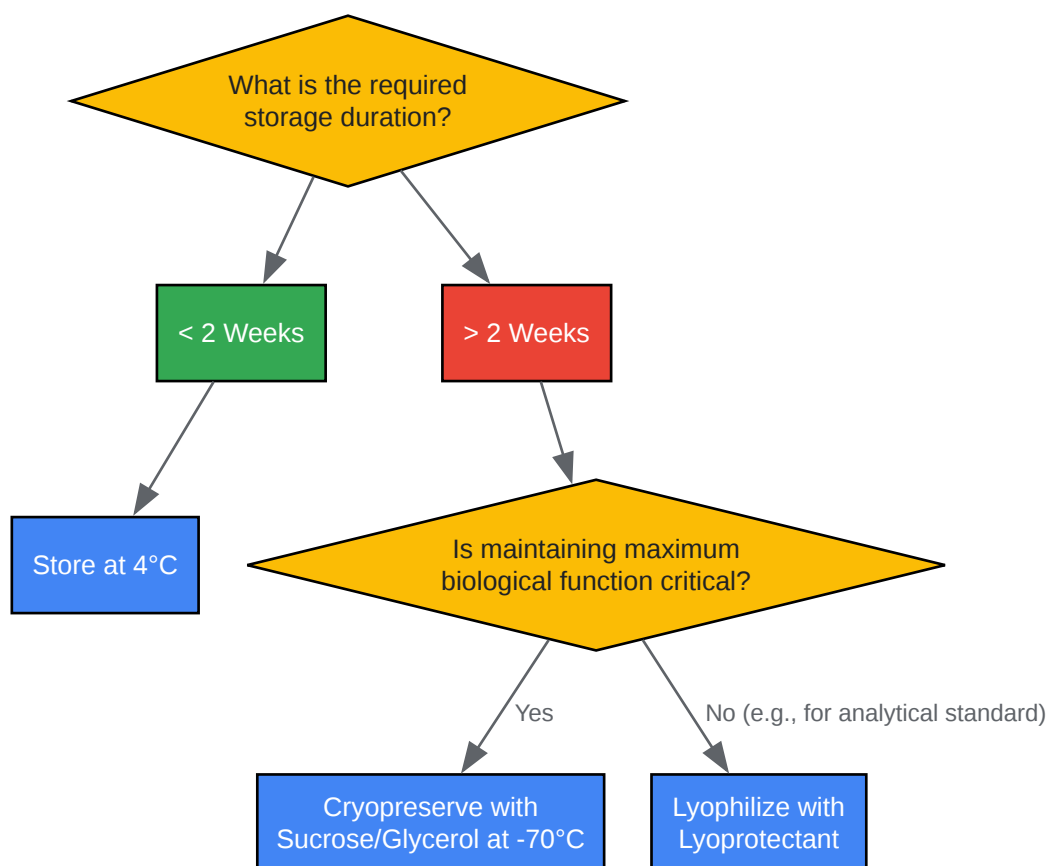 What is the required
storage duration?
< 2 Weeks
> 2 Weeks
Store at 4°C
Is maintaining maximum
biological function critical?
Yes
No (e.g., for analytical standard)
Cryopreserve with
Sucrose/Glycerol at -70°C
Lyophilize with
Lyoprotectant